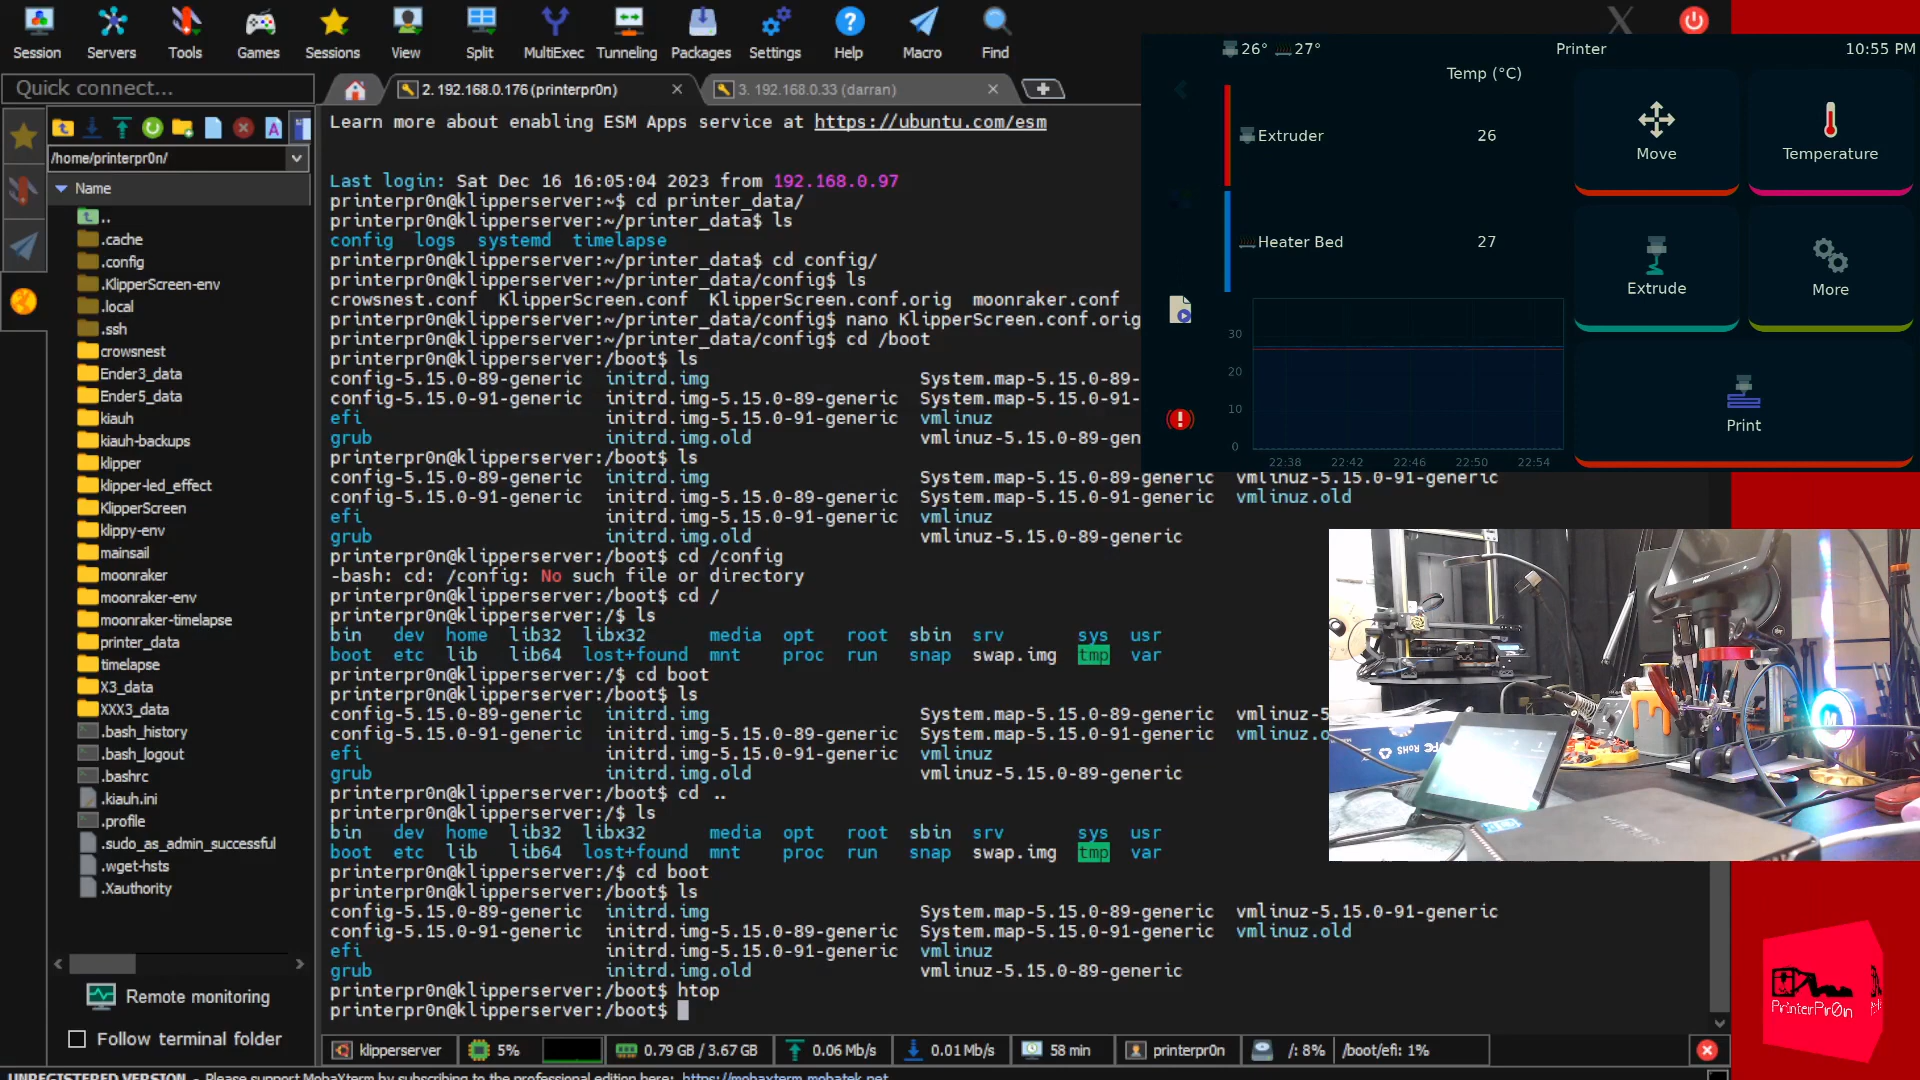 Session
Servers
Tools
Games
Sessions
View
Split
MultiExec
Tunneling
Packages
Settings
Help
Macro
Find
X
Quick connect...
2. 192.168.0.176 (printerpr0n)
3. 192.168.0.33 (darran)
/home/printerpr0n/
Name
..
.cache
.config
.KlipperScreen-env
.local
.ssh
crowsnest
Ender3_data
Ender5_data
kiauh
kiauh-backups
klipper
klipper-led_effect
KlipperScreen
klippy-env
mainsail
moonraker
moonraker-env
moonraker-timelapse
printer_data
timelapse
X3_data
XXX3_data
.bash_history
.bash_logout
.bashrc
.kiauh.ini
.profile
.sudo_as_admin_successful
.wget-hsts
.Xauthority
Remote monitoring
Follow terminal folder
Learn more about enabling ESM Apps service at https://ubuntu.com/esm
Last login: Sat Dec 16 16:05:04 2023 from 192.168.0.97
printerpr0n@klipperserver:~$ cd printer_data/
printerpr0n@klipperserver:~/printer_data$ ls
config logs systemd timelapse
printerpr0n@klipperserver:~/printer_data$ cd config/
printerpr0n@klipperserver:~/printer_data/config$ ls
crowsnest.conf KlipperScreen.conf KlipperScreen.conf.orig moonraker.conf
printerpr0n@klipperserver:~/printer_data/config$ nano KlipperScreen.conf.orig
printerpr0n@klipperserver:~/printer_data/config$ cd /boot
printerpr0n@klipperserver:/boot$ ls
config-5.15.0-89-generic initrd.img System.map-5.15.0-89-
config-5.15.0-91-generic initrd.img-5.15.0-89-generic System.map-5.15.0-91-
efi initrd.img-5.15.0-91-generic vmlinuz
grub initrd.img.old vmlinuz-5.15.0-89-gen
printerpr0n@klipperserver:/boot$ ls
config-5.15.0-89-generic initrd.img System.map-5.15.0-89-generic vmlinuz-5.15.0-91-generic
config-5.15.0-91-generic initrd.img-5.15.0-89-generic System.map-5.15.0-91-generic vmlinuz.old
efi initrd.img-5.15.0-91-generic vmlinuz
grub initrd.img.old vmlinuz-5.15.0-89-generic
printerpr0n@klipperserver:/boot$ cd /config
-bash: cd: /config: No such file or directory
printerpr0n@klipperserver:/boot$ cd /
printerpr0n@klipperserver:/$ ls
bin dev home lib32 libx32 media opt root sbin srv sys usr
boot etc lib lib64 lost+found mnt proc run snap swap.img tmp var
printerpr0n@klipperserver:/$ cd boot
printerpr0n@klipperserver:/boot$ ls
config-5.15.0-89-generic initrd.img System.map-5.15.0-89-generic vmlinuz-5
config-5.15.0-91-generic initrd.img-5.15.0-89-generic System.map-5.15.0-91-generic vmlinuz.o
efi initrd.img-5.15.0-91-generic vmlinuz
grub initrd.img.old vmlinuz-5.15.0-89-generic
printerpr0n@klipperserver:/boot$ cd ..
printerpr0n@klipperserver:/$ ls
bin dev home lib32 libx32 media opt root sbin srv sys usr
boot etc lib lib64 lost+found mnt proc run snap swap.img tmp var
printerpr0n@klipperserver:/$ cd boot
printerpr0n@klipperserver:/boot$ ls
config-5.15.0-89-generic initrd.img System.map-5.15.0-89-generic vmlinuz-5.15.0-91-generic
config-5.15.0-91-generic initrd.img-5.15.0-89-generic System.map-5.15.0-91-generic vmlinuz.old
efi initrd.img-5.15.0-91-generic vmlinuz
grub initrd.img.old vmlinuz-5.15.0-89-generic
printerpr0n@klipperserver:/boot$ htop
printerpr0n@klipperserver:/boot$
26° 27° Printer 10:55 PM
Temp (°C)
Extruder 26
Heater Bed 27
30
20
10
0
22:38 22:42 22:46 22:50 22:54
Move
Temperature
Extrude
More
Print
FC RoHS
M
PrinterPr0n
klipperserver 5% 0.79 GB / 3.67 GB 0.06 Mb/s 0.01 Mb/s 58 min printerpr0n /: 8% /boot/efi: 1%
UNREGISTERED VERSION - Please support MobaXterm by subscribing to the professional edition here: https://mobaxterm.mobatek.net